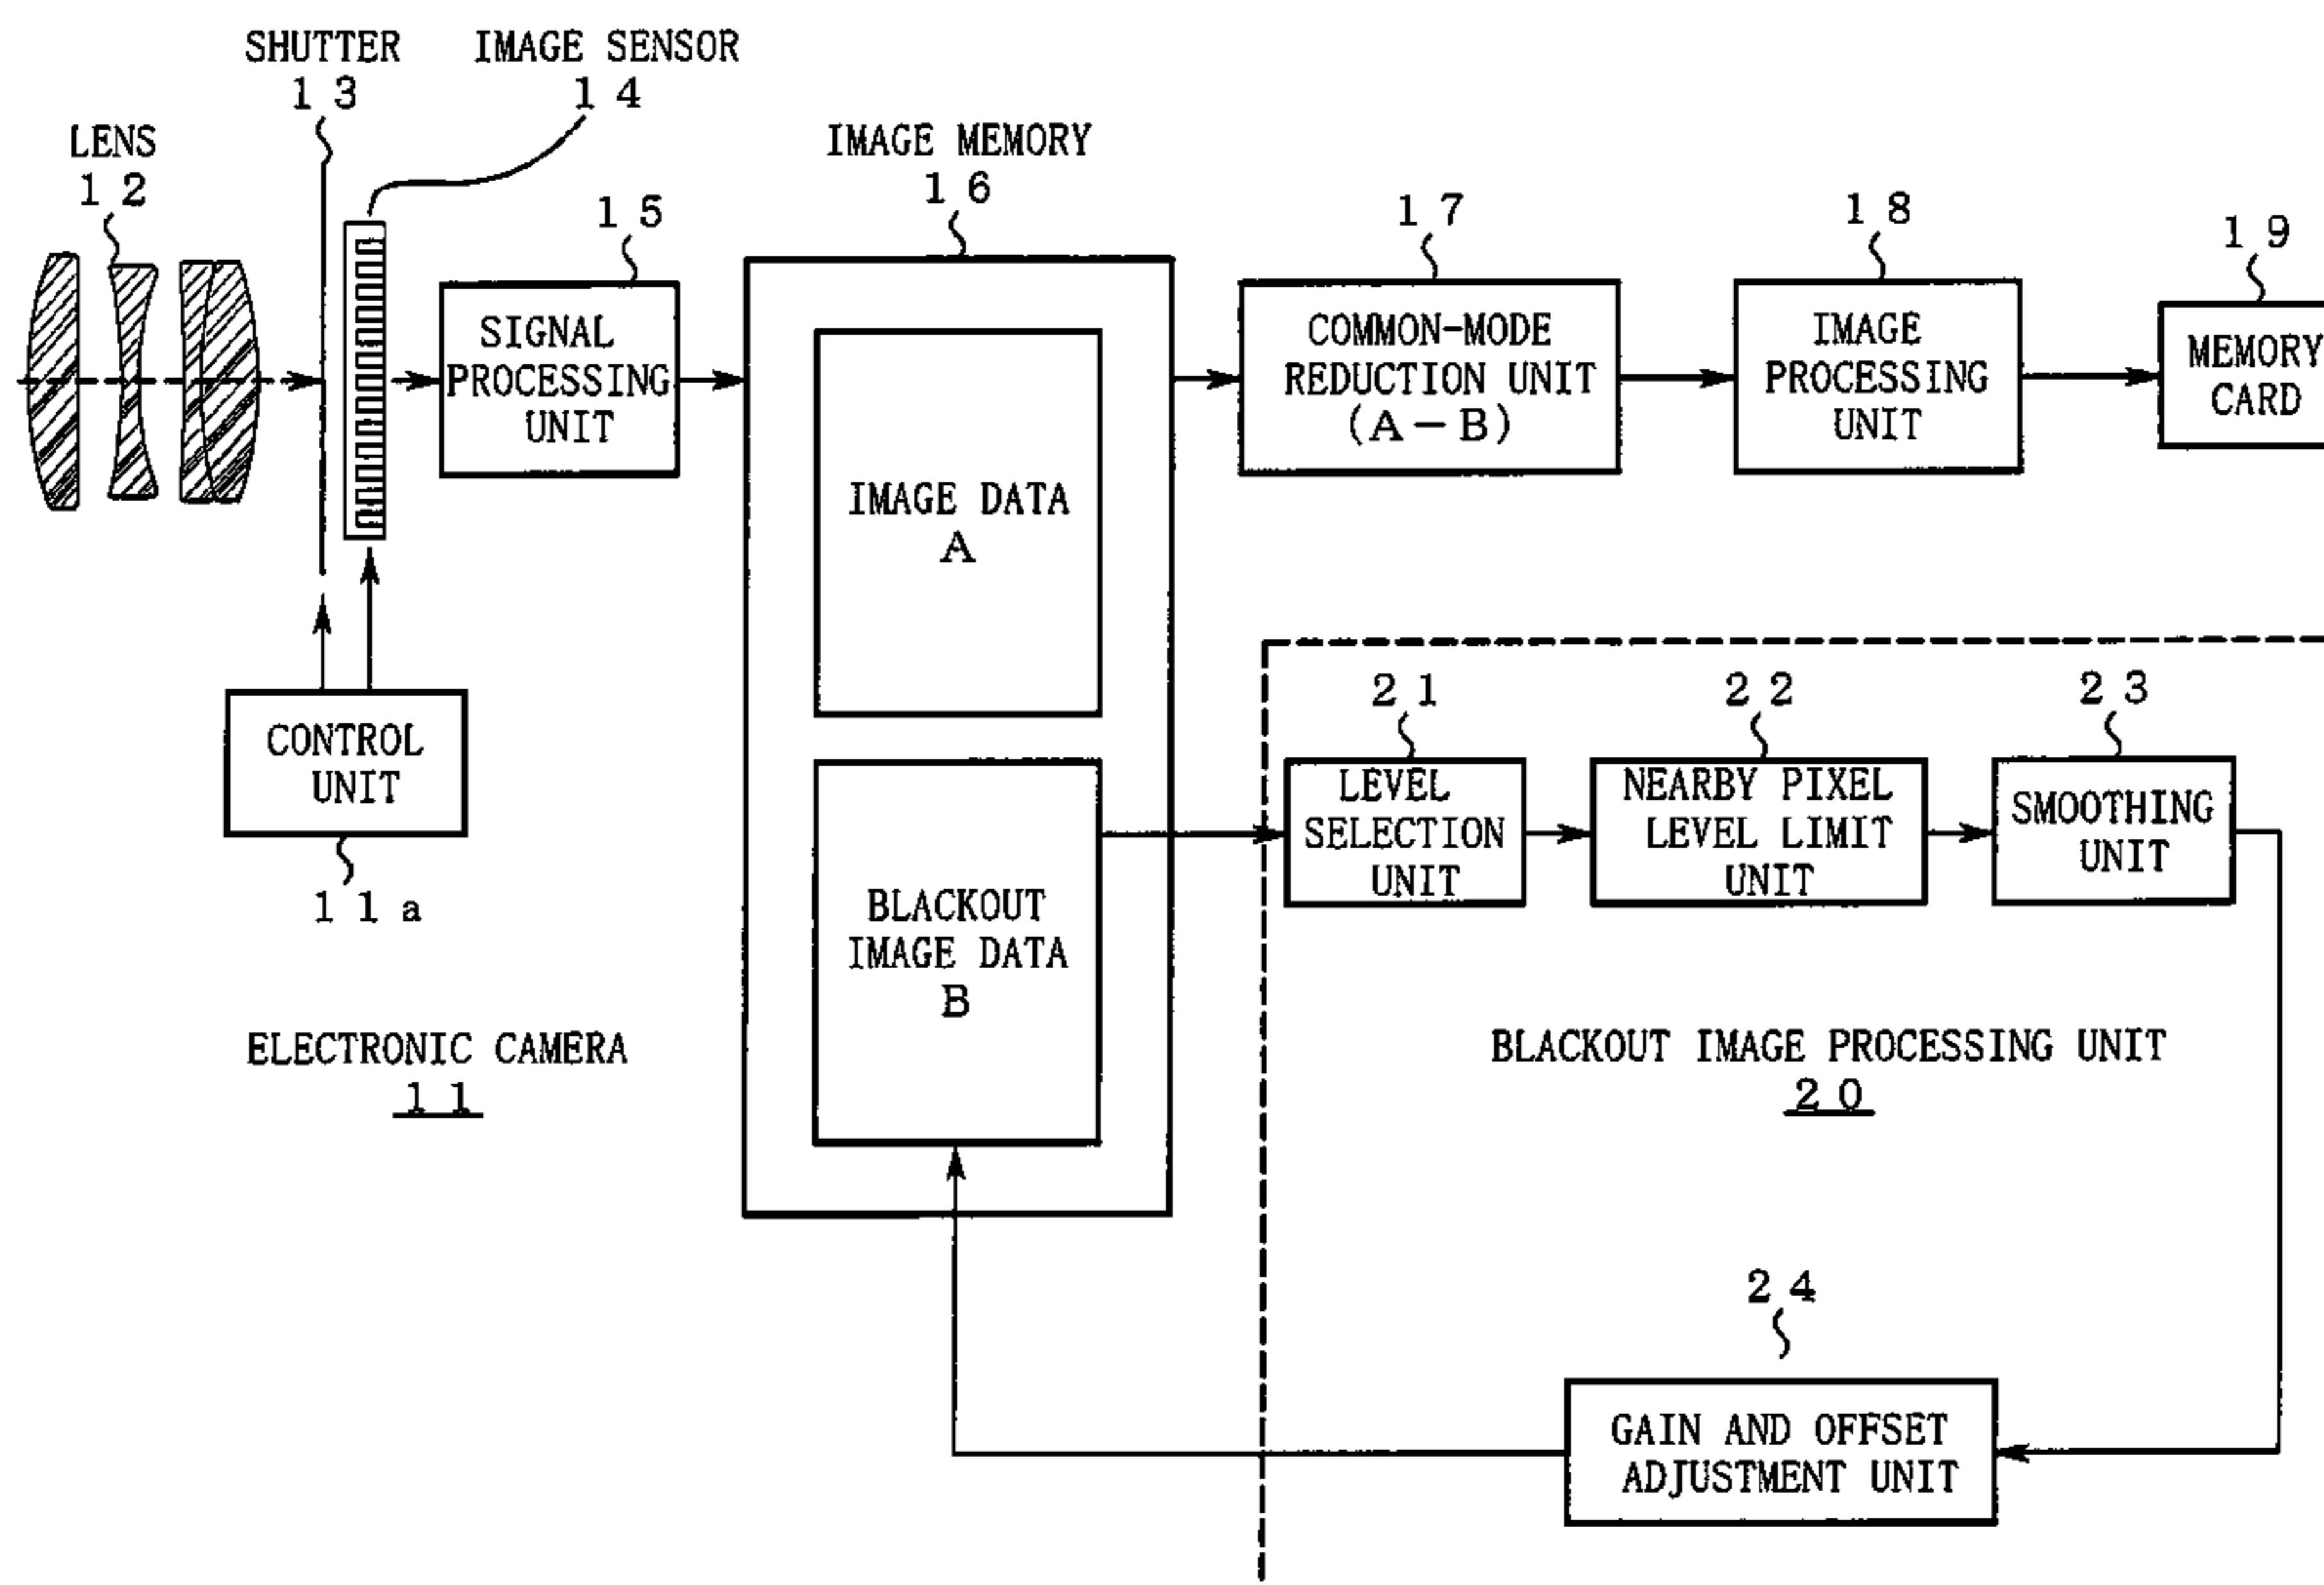 SHUTTER
13
IMAGE SENSOR
14
LENS
12
IMAGE MEMORY
16
15
17
18
19
SIGNAL
PROCESSING
UNIT
COMMON-MODE
REDUCTION UNIT
(A-B)
IMAGE
PROCESSING
UNIT
MEMORY
CARD
IMAGE DATA
A
CONTROL
UNIT
11a
21
22
23
LEVEL
SELECTION
UNIT
NEARBY PIXEL
LEVEL LIMIT
UNIT
SMOOTHING
UNIT
BLACKOUT
IMAGE DATA
B
ELECTRONIC CAMERA
11
BLACKOUT IMAGE PROCESSING UNIT
20
24
GAIN AND OFFSET
ADJUSTMENT UNIT